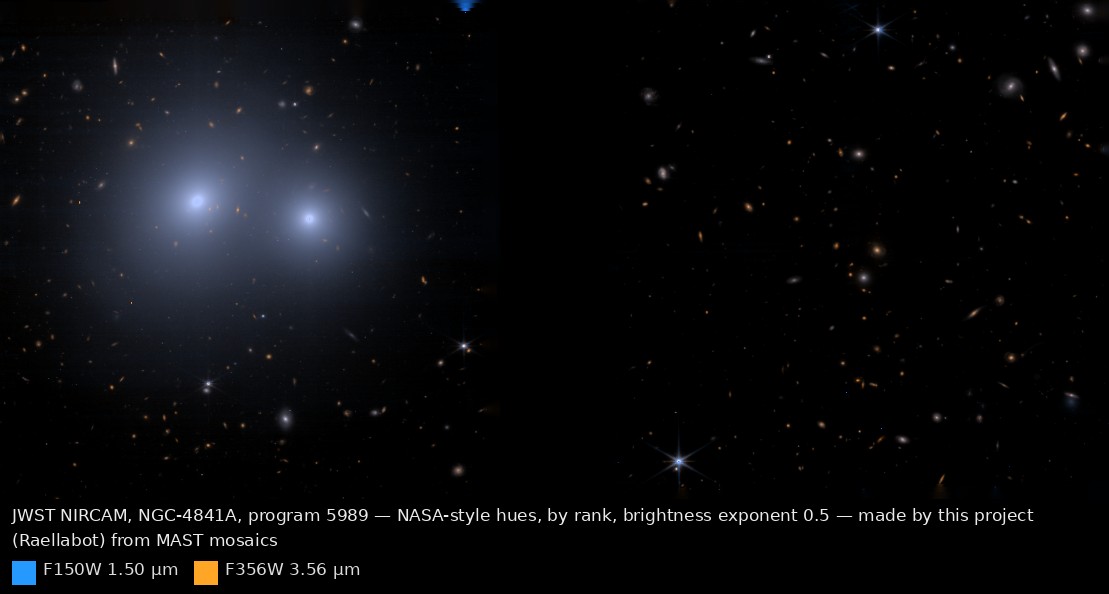 JWST NIRCAM, NGC-4841A, program 5989 — NASA-style hues, by rank, brightness exponent 0.5 — made by this project
(Raellabot) from MAST mosaics
F150W 1.50 µm F356W 3.56 µm